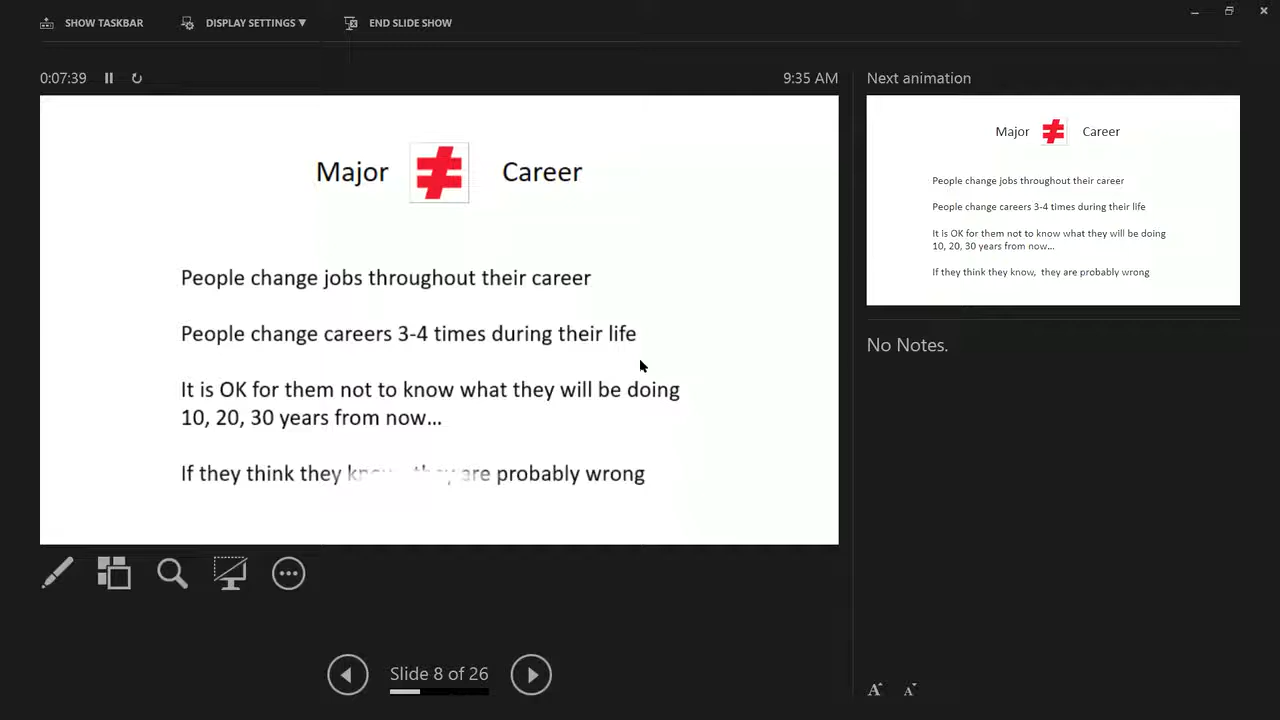 SHOW TASKBAR
DISPLAY SETTINGS ▼
END SLIDE SHOW
0:07:39
9:35 AM
Major ≠ Career
People change jobs throughout their career
People change careers 3-4 times during their life
It is OK for them not to know what they will be doing
10, 20, 30 years from now...
If they think they know, they are probably wrong
Slide 8 of 26
Next animation
Major ≠ Career
People change jobs throughout their career
People change careers 3-4 times during their life
It is OK for them not to know what they will be doing
10, 20, 30 years from now...
If they think they know, they are probably wrong
No Notes.
A A